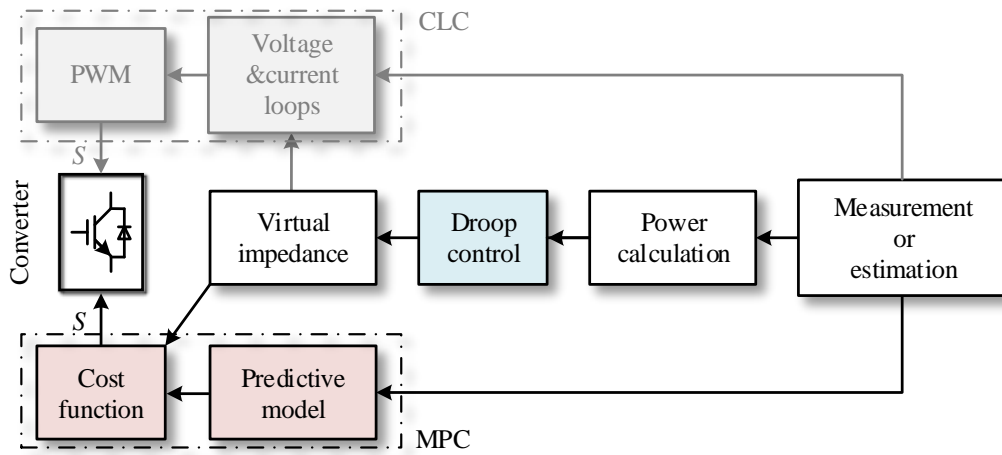 CLC
PWM
Voltage
&current
loops
S
Converter
Virtual
impedance
Droop
control
Power
calculation
Measurement
or
estimation
S
Cost
function
Predictive
model
MPC